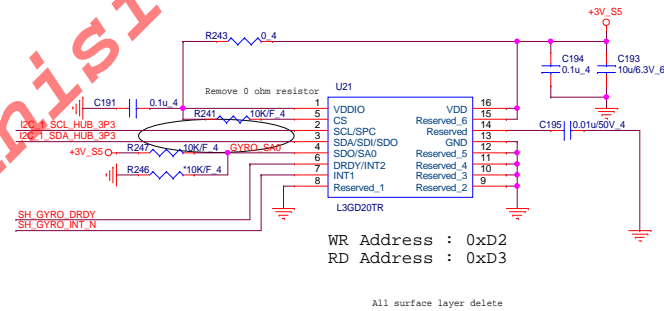 +3V_S5
R243 0_4
C194
0.1u_4
C193
10u/6.3V_6
Remove 0 ohm resistor
U21
C191 0.1u_4
1 VDDIO VDD 16
5 CS Reserved_6 15
R241 10K/F_4
2 SCL/SPC Reserved 14
I2C_1_SCL_HUB_3P3
3 SDA/SDI/SDO GND 13
I2C_1_SDA_HUB_3P3
C195 0.01u/50V_4
+3V_S5 R247 *10K/F_4 GYRO_SA0
4 SDO/SA0 Reserved_5 12
6 DRDY/INT2 Reserved_4 11
R246 *10K/F_4
7 INT1 Reserved_3 10
8 Reserved_1 Reserved_2 9
L3GD20TR
SH_GYRO_DRDY
SH_GYRO_INT_N
WR Address : 0xD2
RD Address : 0xD3
All surface layer delete